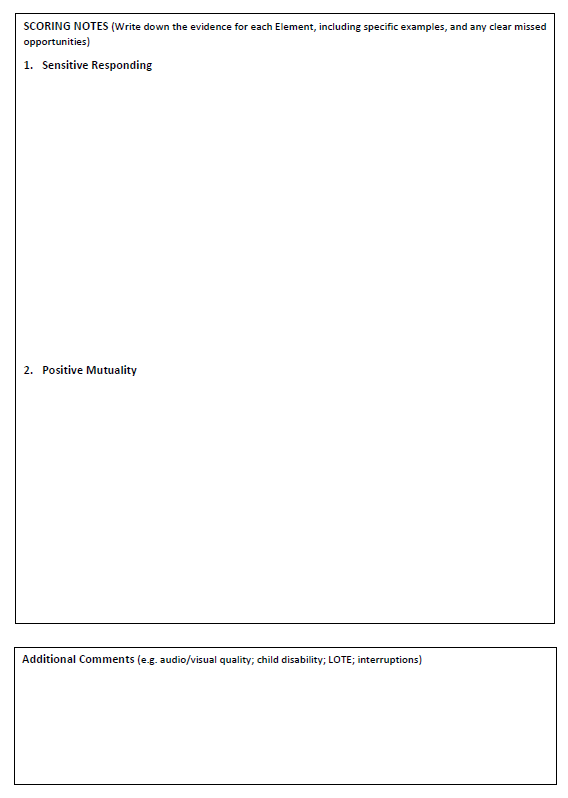 SCORING NOTES (Write down the evidence for each Element, including specific examples, and any clear missed
opportunities)
1. Sensitive Responding
2. Positive Mutuality
Additional Comments (e.g. audio/visual quality; child disability; LOTE; interruptions)